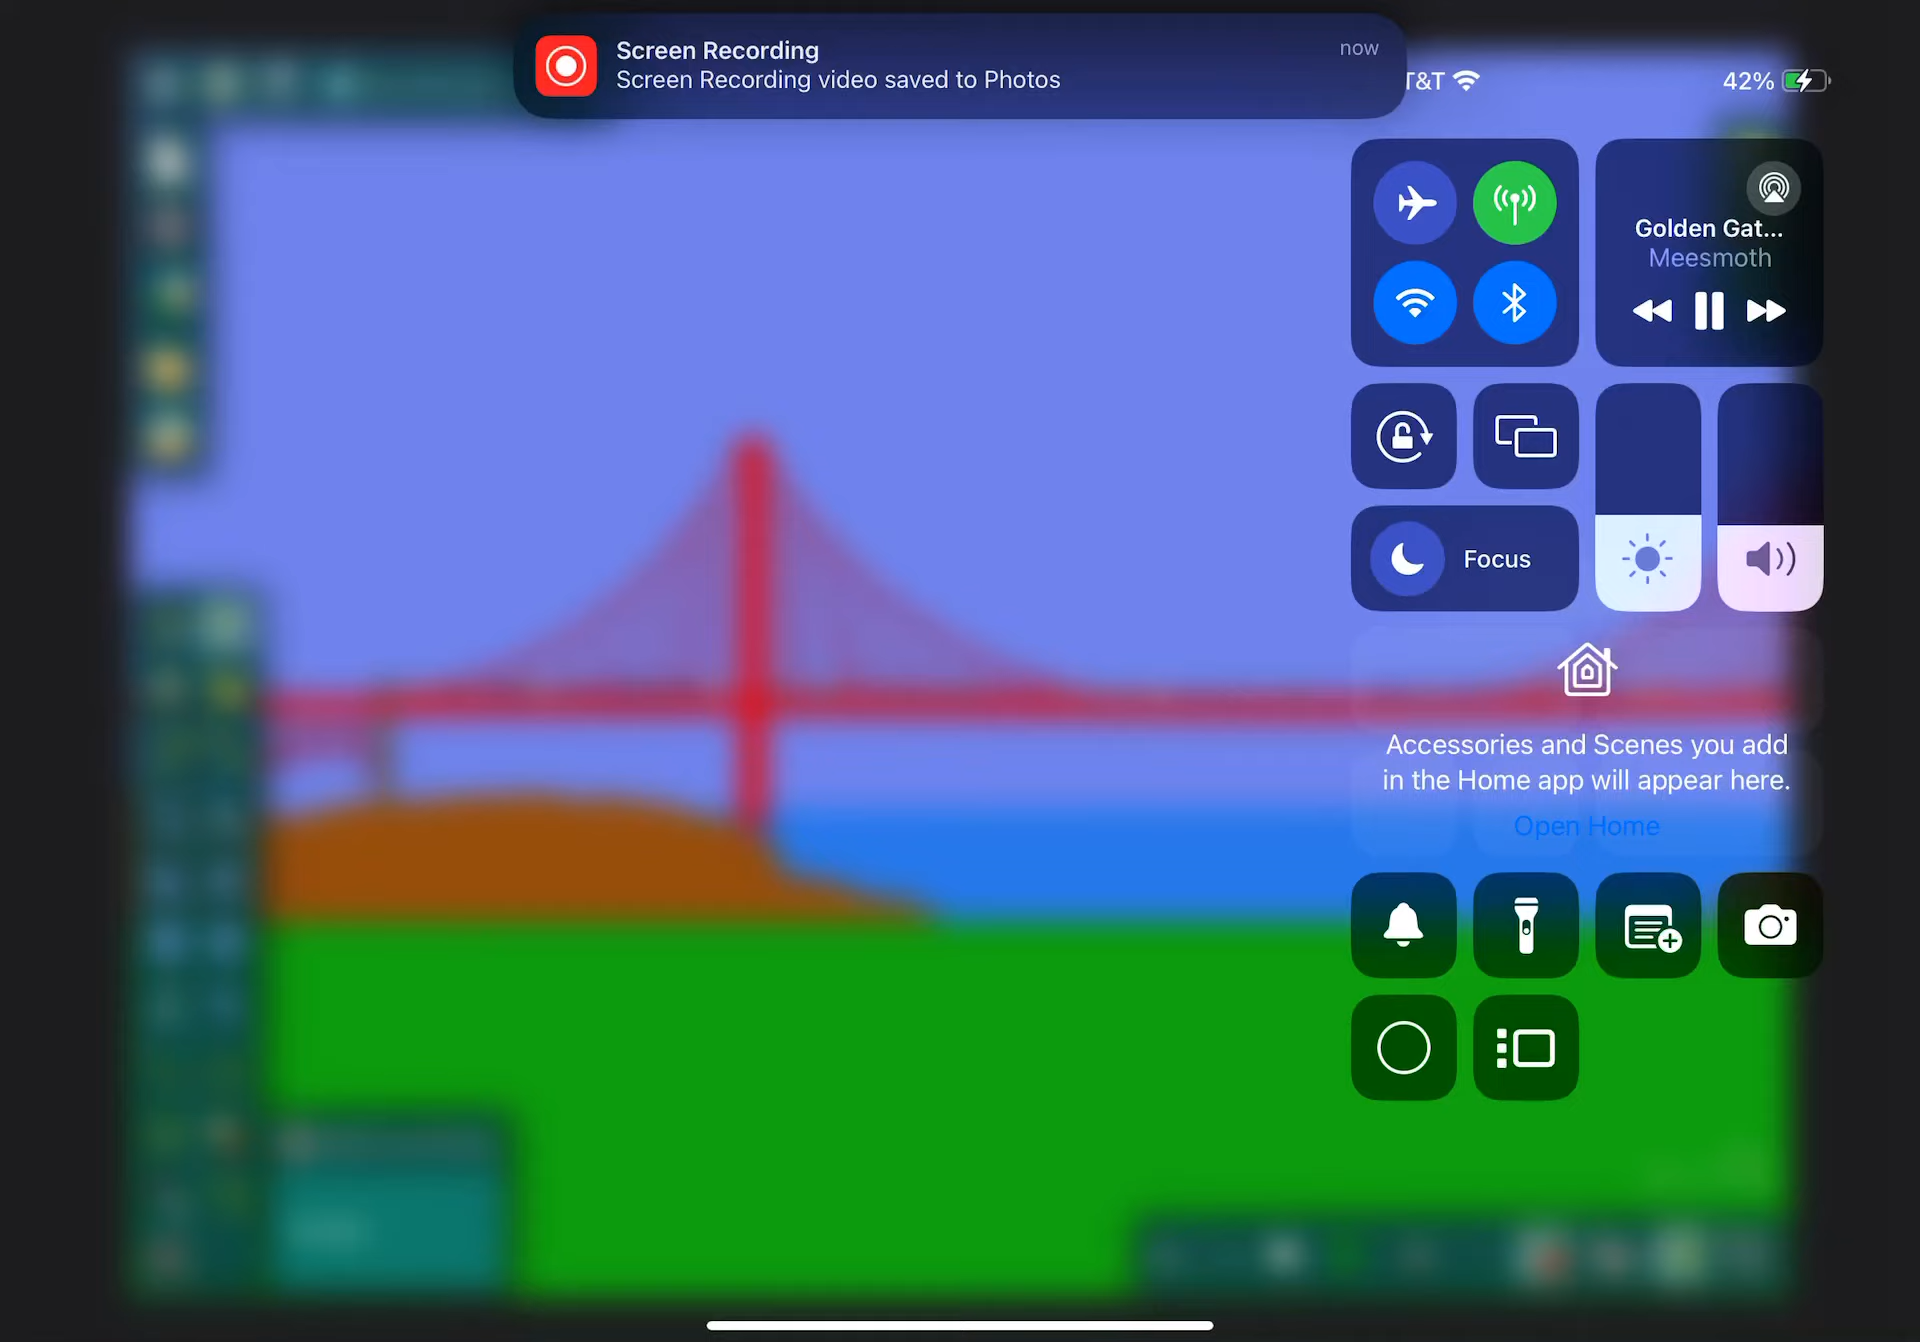 Screen Recording
now
Screen Recording video saved to Photos
T&T
42%
Golden Gat...
Meesmoth
Focus
Accessories and Scenes you add
in the Home app will appear here.
Open Home